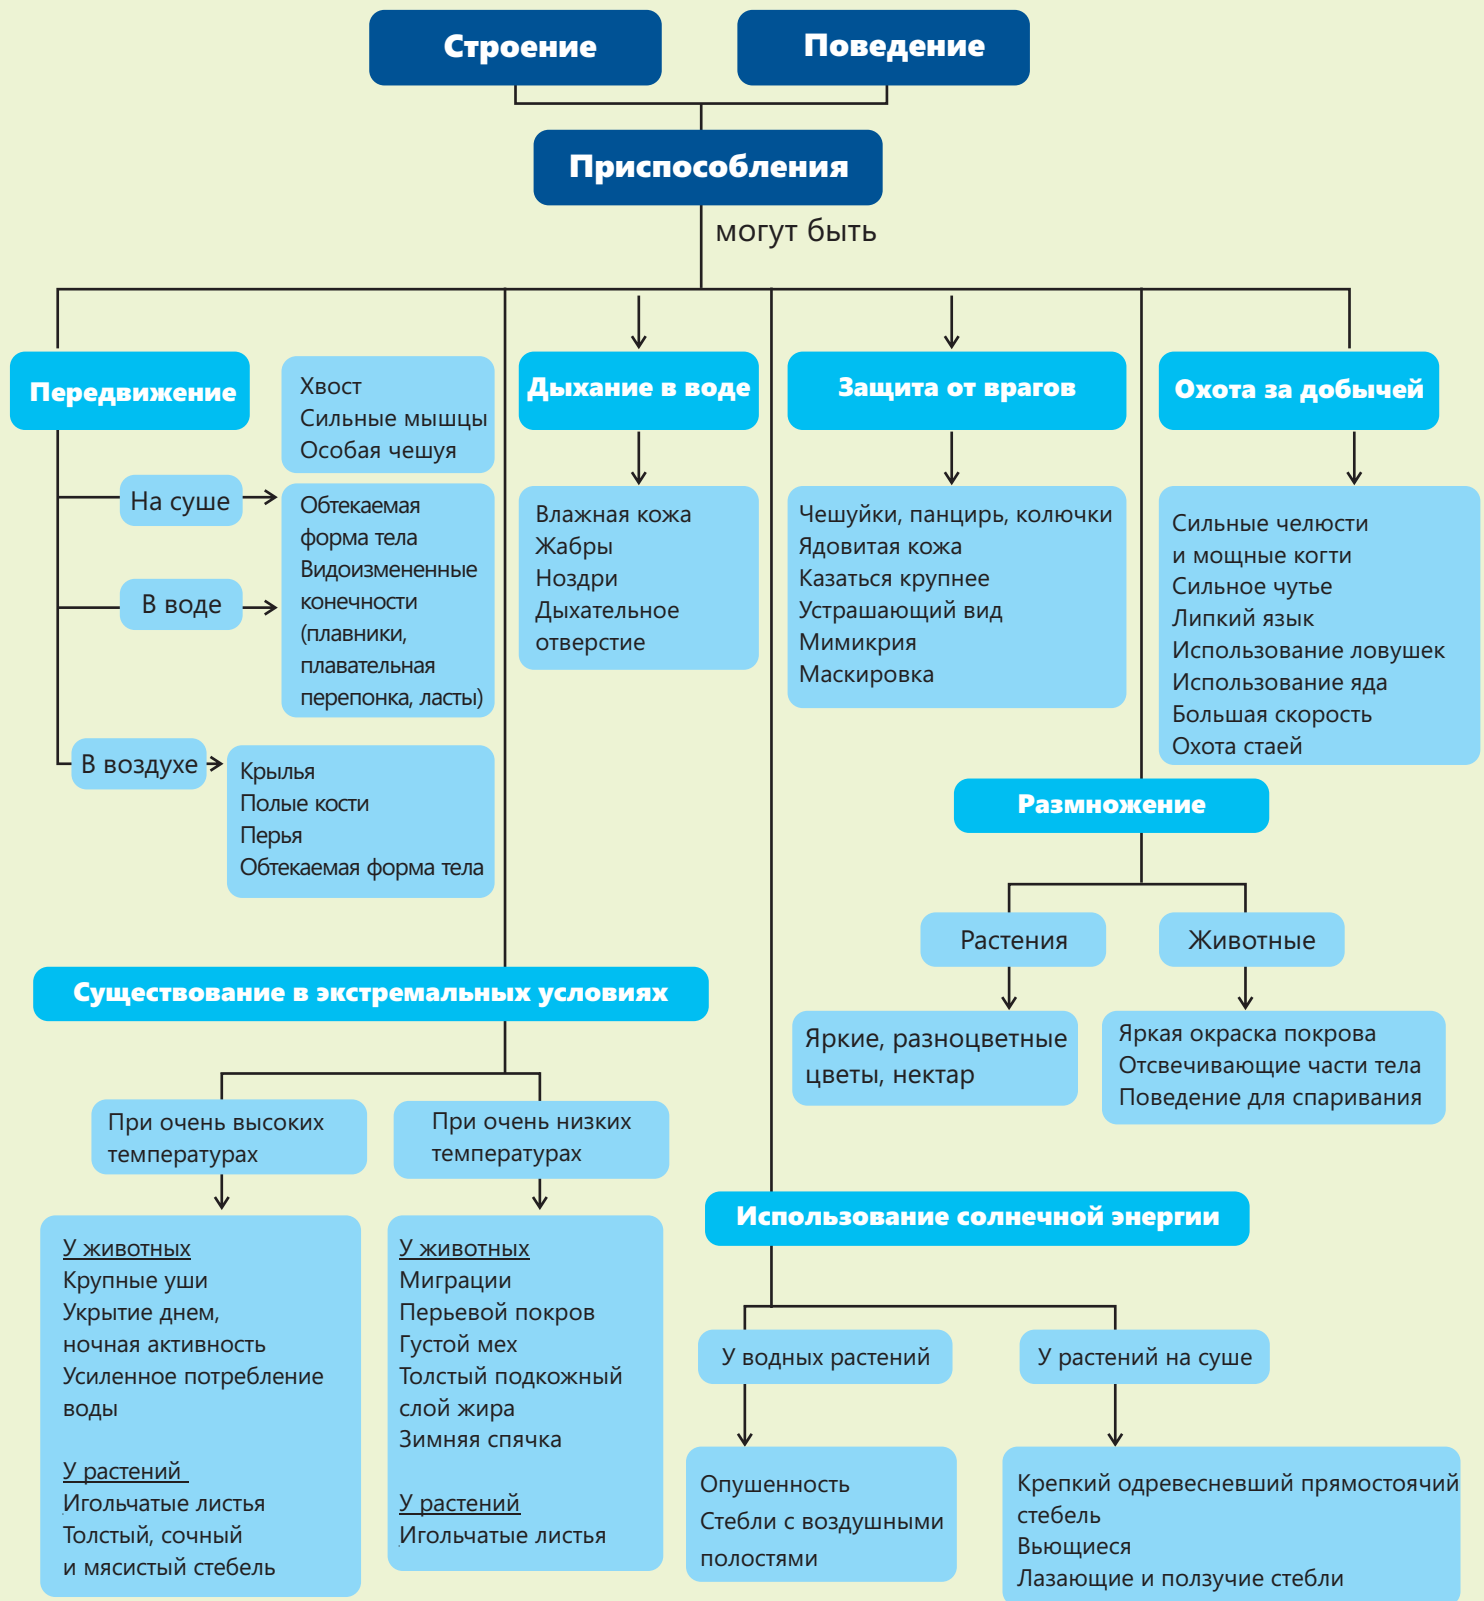 Строение
Поведение
Приспособления
могут быть
Передвижение
Хвост
Сильные мышцы
Особая чешуя
На суше
Обтекаемая
форма тела
Видоизмененные
конечности
(плавники,
плавательная
перепонка, ласты)
В воде
В воздухе
Крылья
Полые кости
Перья
Обтекаемая форма тела
Дыхание в воде
Влажная кожа
Жабры
Ноздри
Дыхательное
отверстие
Защита от врагов
Чешуйки, панцирь, колючки
Ядовитая кожа
Казаться крупнее
Устрашающий вид
Мимикрия
Маскировка
Охота за добычей
Сильные челюсти
и мощные когти
Сильное чутье
Липкий язык
Использование ловушек
Использование яда
Большая скорость
Охота стаей
Размножение
Растения
Животные
Яркие, разноцветные
цветы, нектар
Яркая окраска покрова
Отсвечивающие части тела
Поведение для спаривания
Существование в экстремальных условиях
При очень высоких
температурах
При очень низких
температурах
У животных
Крупные уши
Укрытие днем,
ночная активность
Усиленное потребление
воды
У растений
Игольчатые листья
Толстый, сочный
и мясистый стебель
У животных
Миграции
Перьевой покров
Густой мех
Толстый подкожный
слой жира
Зимняя спячка
У растений
Игольчатые листья
Использование солнечной энергии
У водных растений
У растений на суше
Опушенность
Стебли с воздушными
полостями
Крепкий одревесневший прямостоячий
стебель
Вьющиеся
Лазающие и ползучие стебли